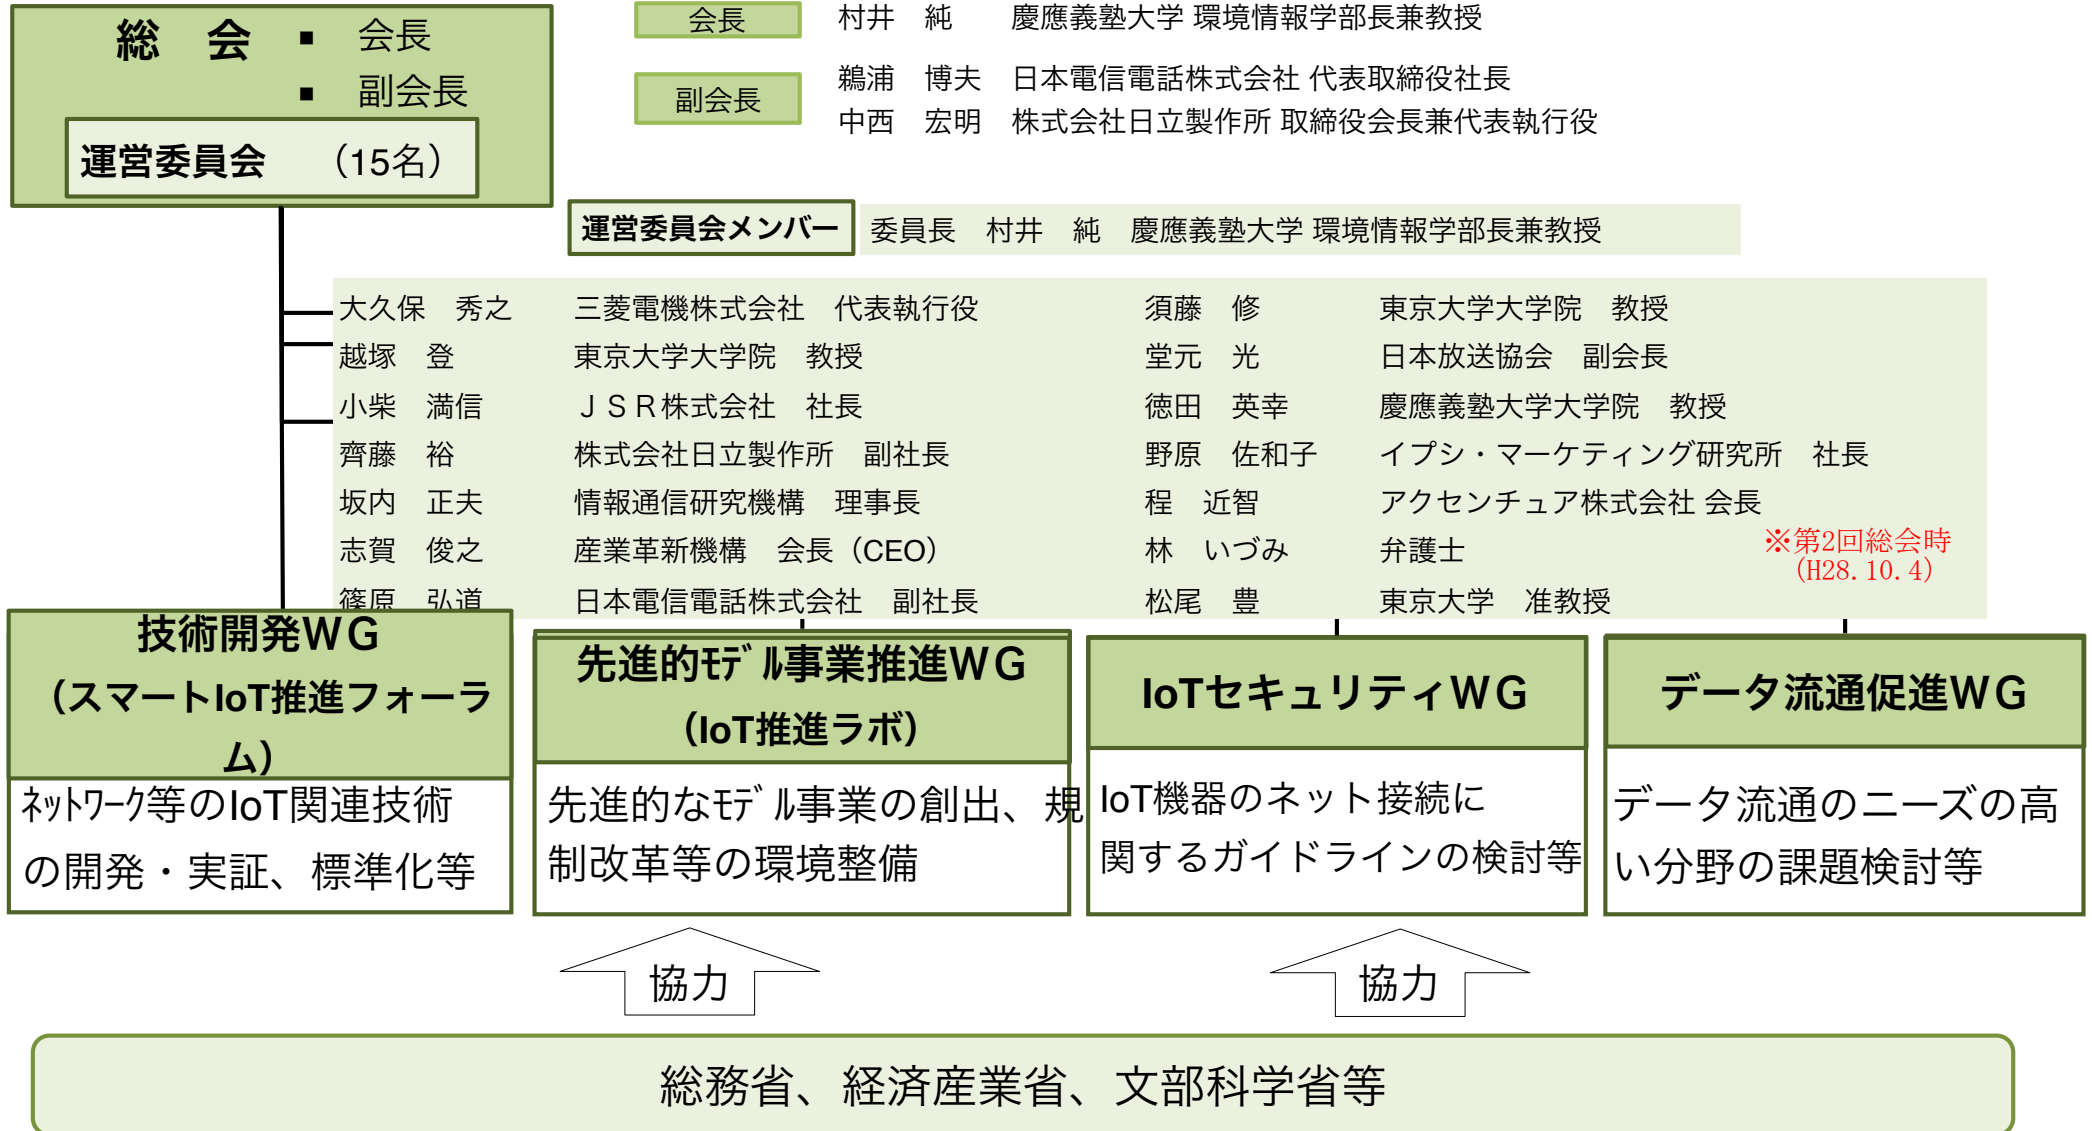 総　会
▪ 会長
▪ 副会長
運営委員会　（15名）
会長　村井　純　慶應義塾大学 環境情報学部長兼教授
副会長
鵜浦　博夫　日本電信電話株式会社 代表取締役社長
中西　宏明　株式会社日立製作所 取締役会長兼代表執行役
運営委員会メンバー　委員長　村井　純　慶應義塾大学 環境情報学部長兼教授
大久保　秀之　三菱電機株式会社　代表執行役
越塚　登　東京大学大学院　教授
小柴　満信　ＪＳＲ株式会社　社長
齊藤　裕　株式会社日立製作所　副社長
坂内　正夫　情報通信研究機構　理事長
志賀　俊之　産業革新機構　会長（CEO）
篠原　弘道　日本電信電話株式会社　副社長
須藤　修　東京大学大学院　教授
堂元　光　日本放送協会　副会長
徳田　英幸　慶應義塾大学大学院　教授
野原　佐和子　イプシ・マーケティング研究所　社長
程　近智　アクセンチュア株式会社 会長
林　いづみ　弁護士
松尾　豊　東京大学　准教授
※第2回総会時
(H28.10.4)
技術開発ＷＧ
（スマートIoT推進フォーラ
ム）
ﾈｯﾄﾜｰｸ等のIoT関連技術
の開発・実証、標準化等
先進的ﾓﾃﾞﾙ事業推進ＷＧ
（IoT推進ラボ）
先進的なﾓﾃﾞﾙ事業の創出、規
制改革等の環境整備
IoTセキュリティＷＧ
IoT機器のネット接続に
関するガイドラインの検討等
データ流通促進ＷＧ
データ流通のニーズの高
い分野の課題検討等
協力
協力
総務省、経済産業省、文部科学省等